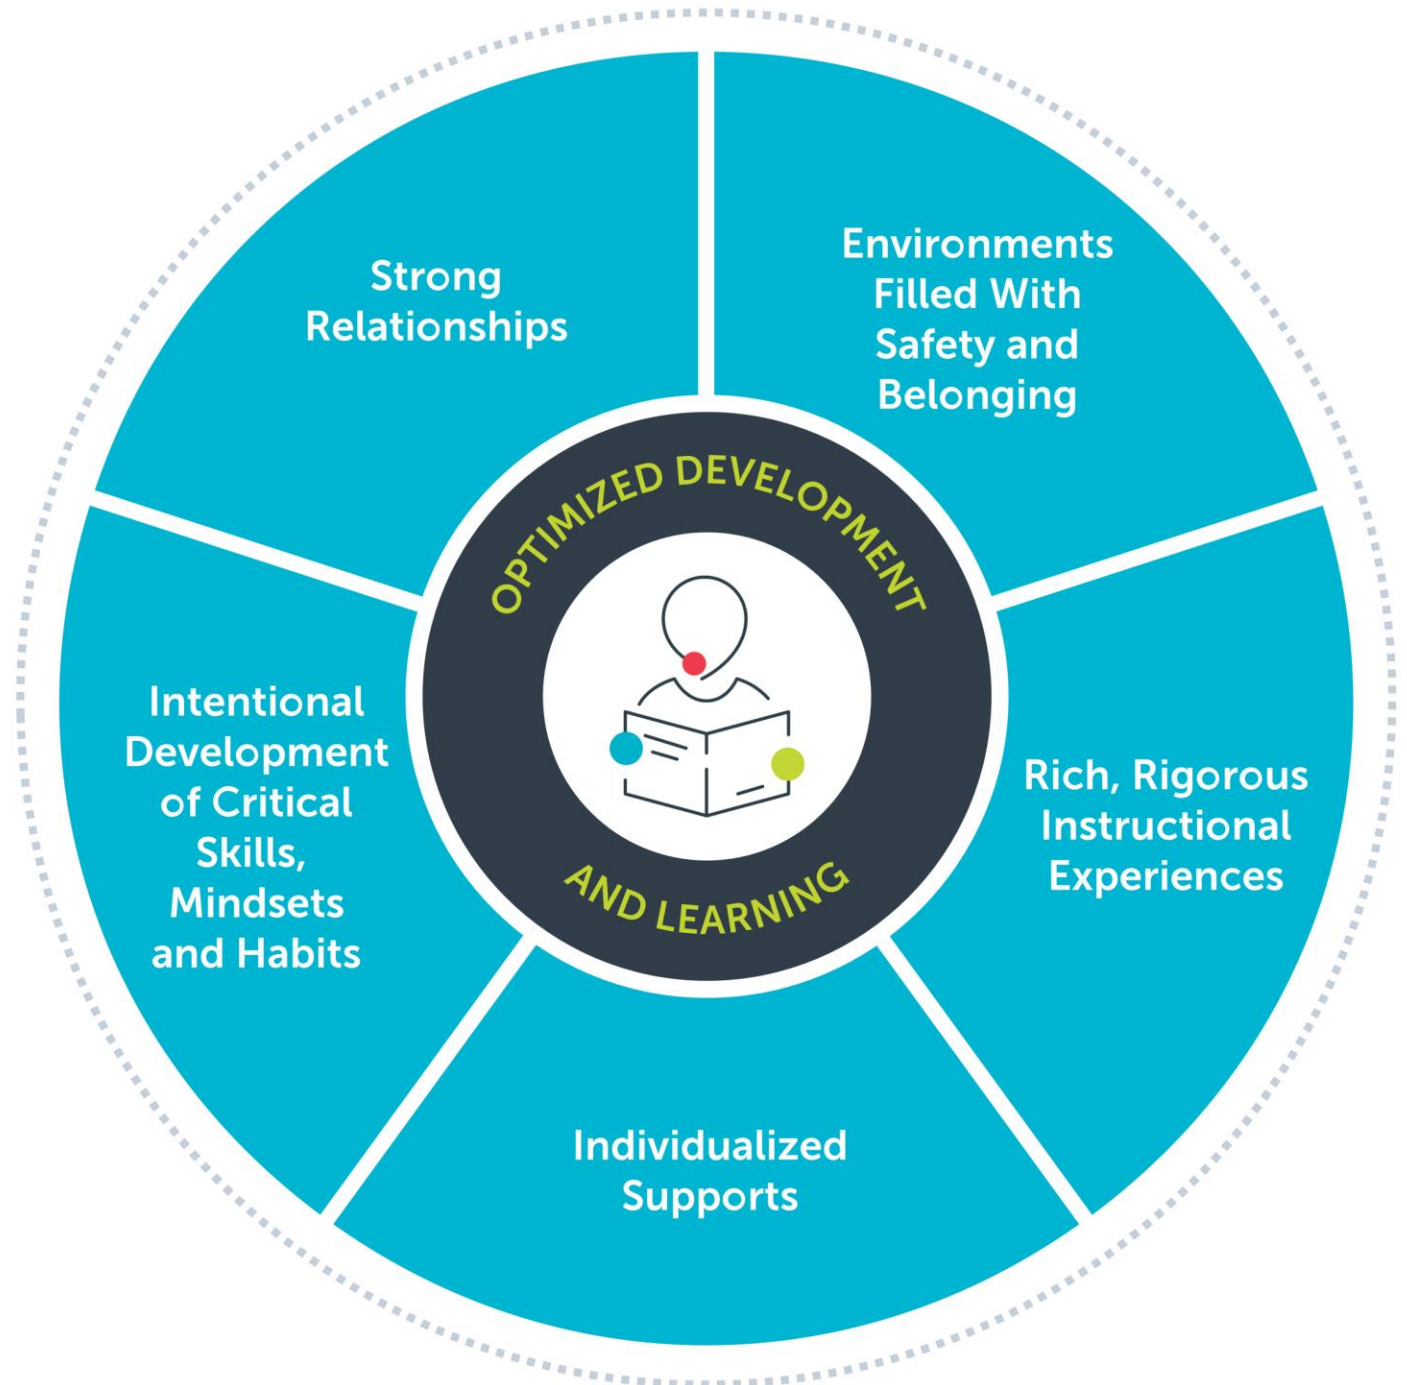 Strong
Relationships
Environments
Filled With
Safety and
Belonging
OPTIMIZED DEVELOPMENT
AND LEARNING
Intentional
Development
of Critical
Skills,
Mindsets
and Habits
Rich, Rigorous
Instructional
Experiences
Individualized
Supports